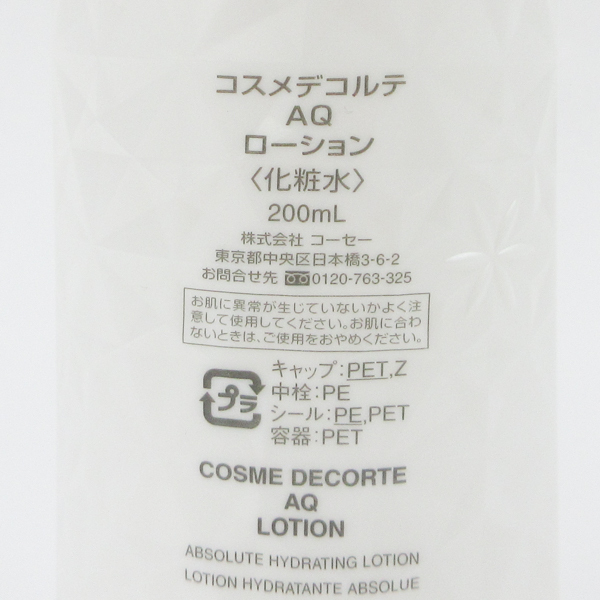 コスメデコルテ
AQ
ローション
〈化粧水〉
200mL
株式会社 コーセー
東京都中央区日本橋3-6-2
お問合せ先 0120-763-325
お肌に異常が生じていないかよく注
意して使用してください。お肌に合わ
ないときは、ご使用をおやめください。
プラ
キャップ:PET,Z
中栓:PE
シール:PE,PET
容器:PET
COSME DECORTE
AQ
LOTION
ABSOLUTE HYDRATING LOTION
LOTION HYDRATANTE ABSOLUE